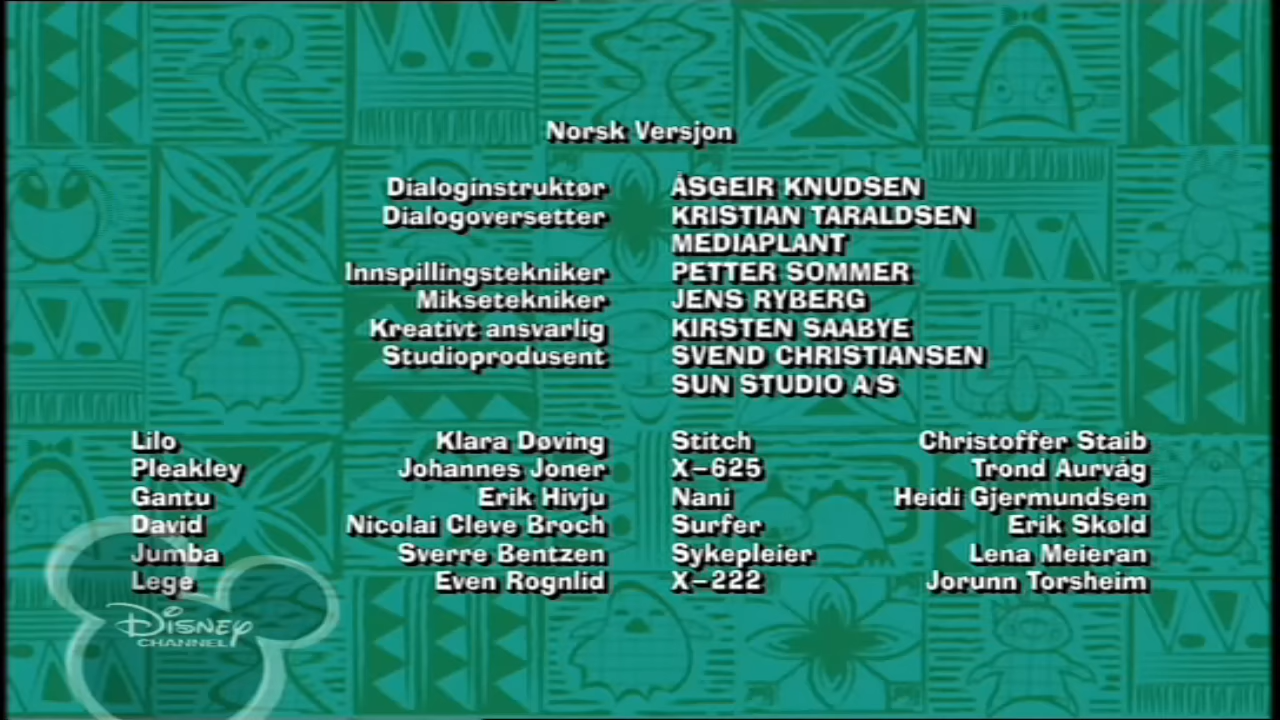 Norsk Versjon
Dialoginstruktør ÅSGEIR KNUDSEN
Dialogoversetter KRISTIAN TARALDSEN
MEDIAPLANT
Innspillingstekniker PETTER SOMMER
Miksetekniker JENS RYBERG
Kreativt ansvarlig KIRSTEN SAABYE
Studioprodusent SVEND CHRISTIANSEN
SUN STUDIO A/S
Lilo Klara Døving Stitch Christoffer Staib
Pleakley Johannes Joner X-625 Trond Aurvåg
Gantu Erik Hivju Nani Heidi Gjermundsen
David Nicolai Cleve Broch Surfer Erik Skøld
Jumba Sverre Bentzen Sykepleier Lena Meieran
Lege Even Rognlid X-222 Jorunn Torsheim
DISNEY
CHANNEL